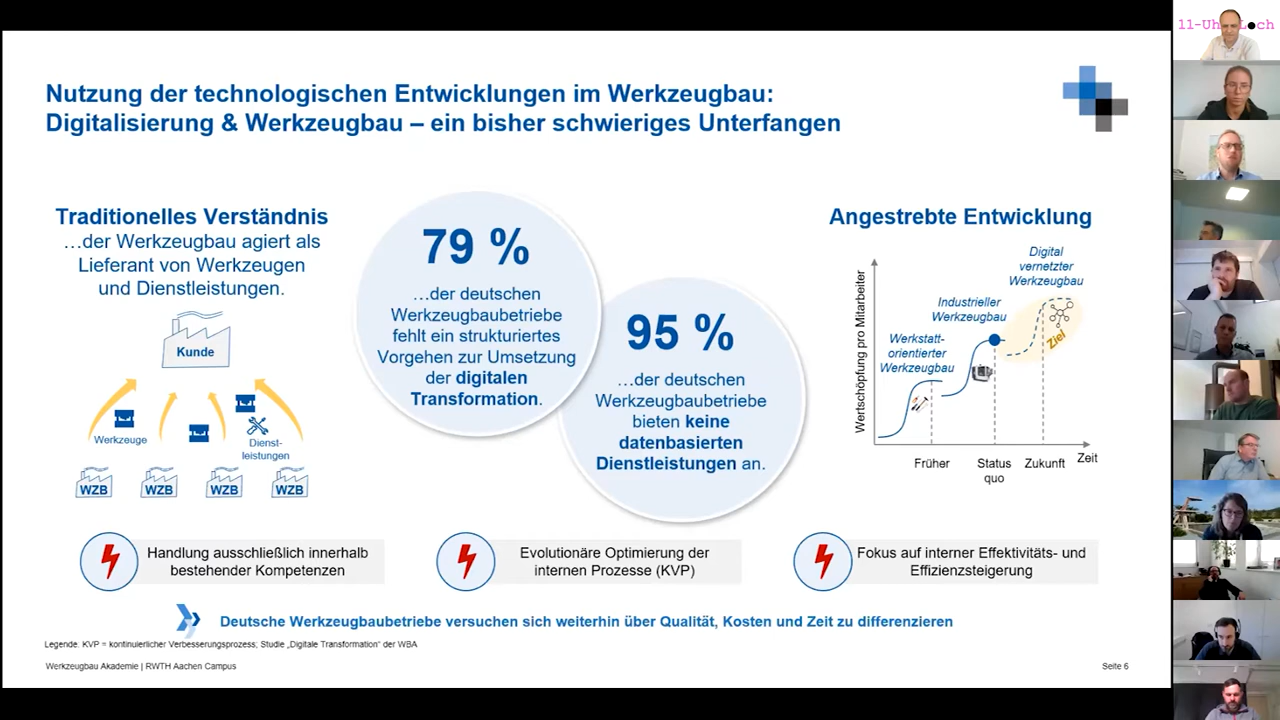 Nutzung der technologischen Entwicklungen im Werkzeugbau:
Digitalisierung & Werkzeugbau – ein bisher schwieriges Unterfangen
Traditionelles Verständnis
…der Werkzeugbau agiert als
Lieferant von Werkzeugen
und Dienstleistungen.
Kunde
Werkzeuge
Dienst-
leistungen
WZB
WZB
WZB
WZB
79 %
…der deutschen
Werkzeugbaubetriebe
fehlt ein strukturiertes
Vorgehen zur Umsetzung
der digitalen
Transformation.
95 %
…der deutschen
Werkzeugbaubetriebe
bieten keine
datenbasierten
Dienstleistungen an.
Angestrebte Entwicklung
Wertschöpfung pro Mitarbeiter
Digital
vernetzter
Werkzeugbau
Industrieller
Werkzeugbau
Werkstatt-
orientierter
Werkzeugbau
Ziel
Früher
Status
quo
Zukunft
Zeit
Handlung ausschließlich innerhalb
bestehender Kompetenzen
Evolutionäre Optimierung der
internen Prozesse (KVP)
Fokus auf interner Effektivitäts- und
Effizienzsteigerung
Deutsche Werkzeugbaubetriebe versuchen sich weiterhin über Qualität, Kosten und Zeit zu differenzieren
Legende. KVP = kontinuierlicher Verbesserungsprozess; Studie „Digitale Transformation“ der WBA
Werkzeugbau Akademie | RWTH Aachen Campus
Seite 6